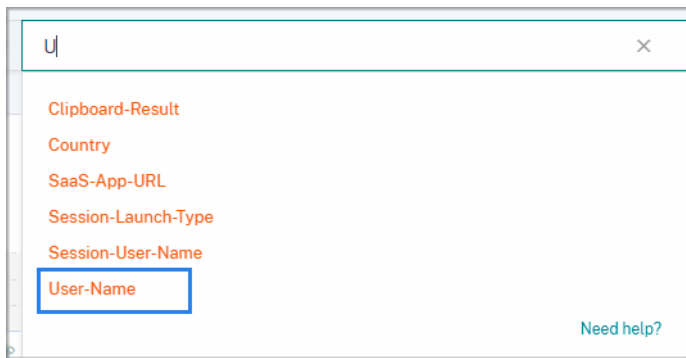 U
Clipboard-Result
Country
SaaS-App-URL
Session-Launch-Type
Session-User-Name
User-Name
Need help?